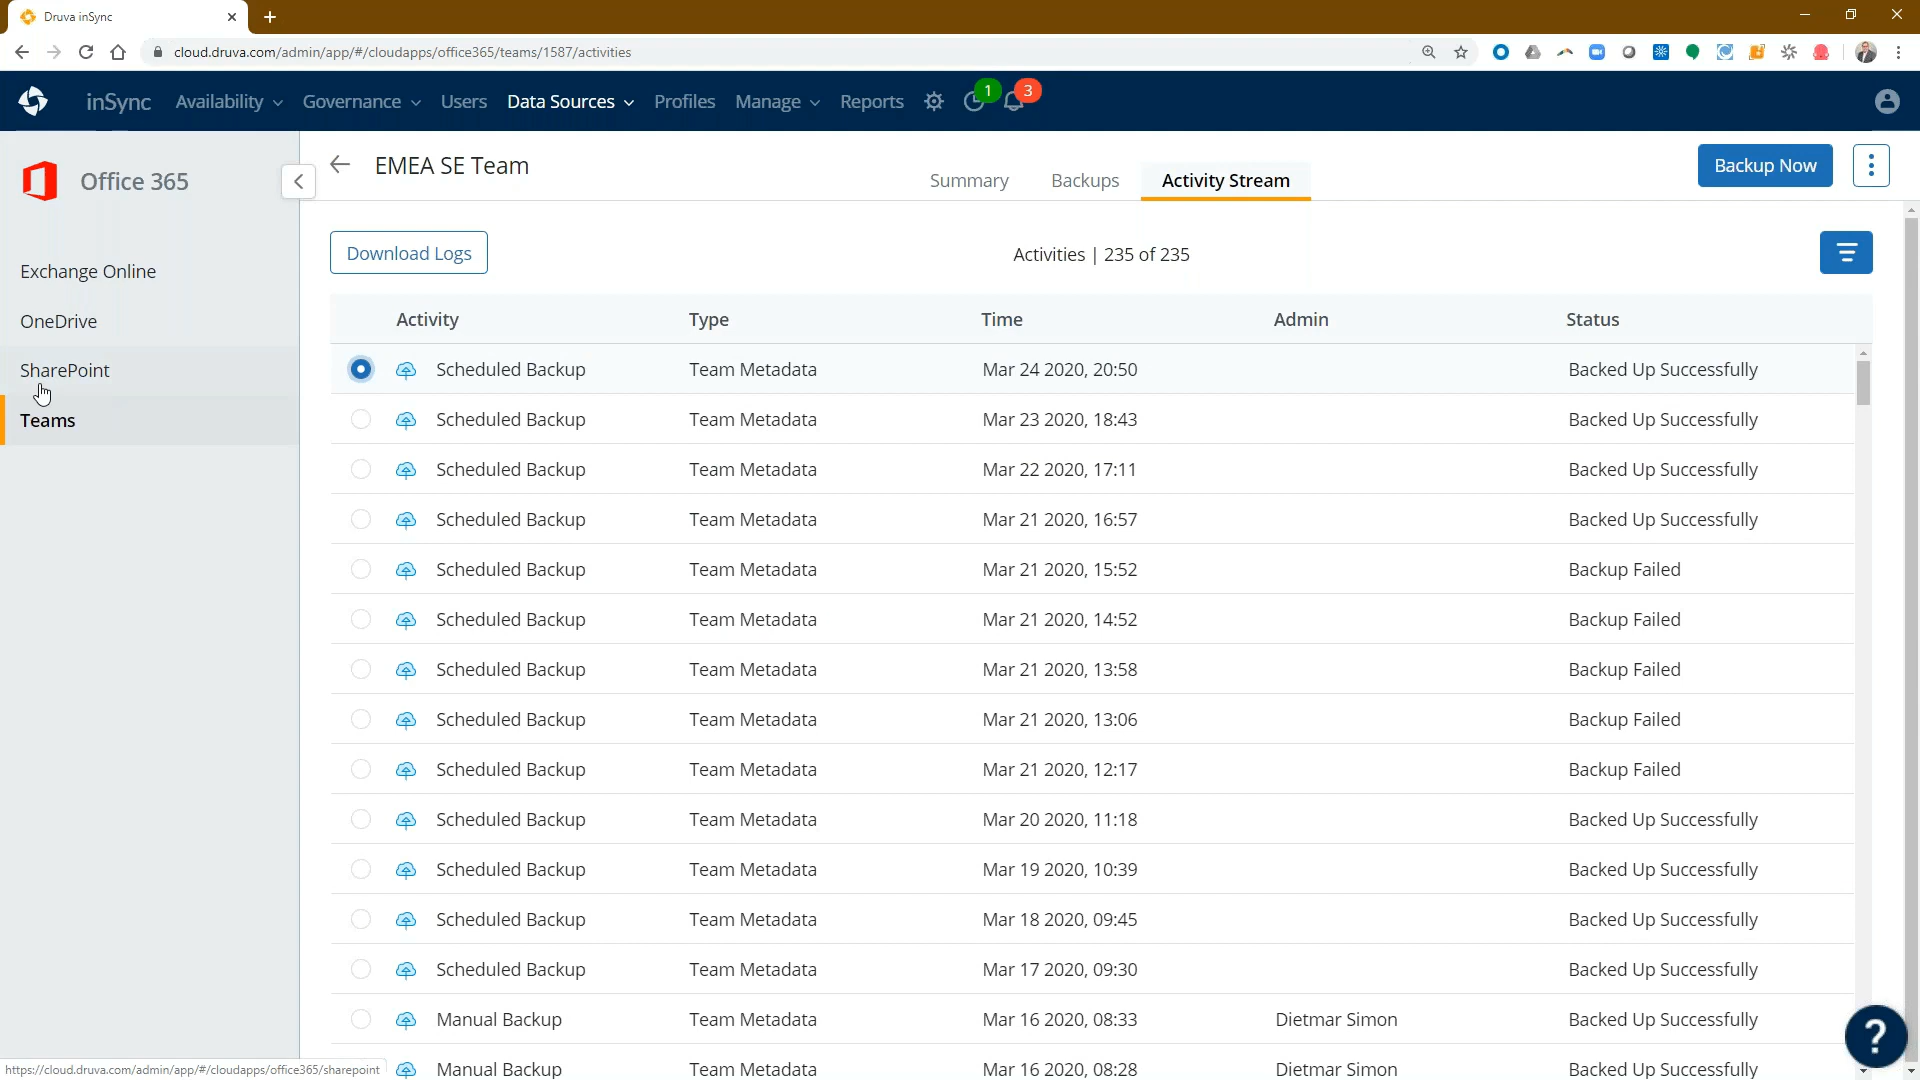 Druva inSync
cloud.druva.com/admin/app/#/cloudapps/office365/teams/1587/activities
inSync Availability Governance Users Data Sources Profiles Manage Reports 1 3
Office 365
EMEA SE Team
Summary Backups Activity Stream
Backup Now
Exchange Online
OneDrive
SharePoint
Teams
Download Logs
Activities | 235 of 235
Activity Type Time Admin Status
Scheduled Backup Team Metadata Mar 24 2020, 20:50 Backed Up Successfully
Scheduled Backup Team Metadata Mar 23 2020, 18:43 Backed Up Successfully
Scheduled Backup Team Metadata Mar 22 2020, 17:11 Backed Up Successfully
Scheduled Backup Team Metadata Mar 21 2020, 16:57 Backed Up Successfully
Scheduled Backup Team Metadata Mar 21 2020, 15:52 Backup Failed
Scheduled Backup Team Metadata Mar 21 2020, 14:52 Backup Failed
Scheduled Backup Team Metadata Mar 21 2020, 13:58 Backup Failed
Scheduled Backup Team Metadata Mar 21 2020, 13:06 Backup Failed
Scheduled Backup Team Metadata Mar 21 2020, 12:17 Backup Failed
Scheduled Backup Team Metadata Mar 20 2020, 11:18 Backed Up Successfully
Scheduled Backup Team Metadata Mar 19 2020, 10:39 Backed Up Successfully
Scheduled Backup Team Metadata Mar 18 2020, 09:45 Backed Up Successfully
Scheduled Backup Team Metadata Mar 17 2020, 09:30 Backed Up Successfully
Manual Backup Team Metadata Mar 16 2020, 08:33 Dietmar Simon Backed Up Successfully
Manual Backup Team Metadata Mar 16 2020, 08:28 Dietmar Simon Backed Up Successfully
?
https://cloud.druva.com/admin/app/#/cloudapps/office365/sharepoint